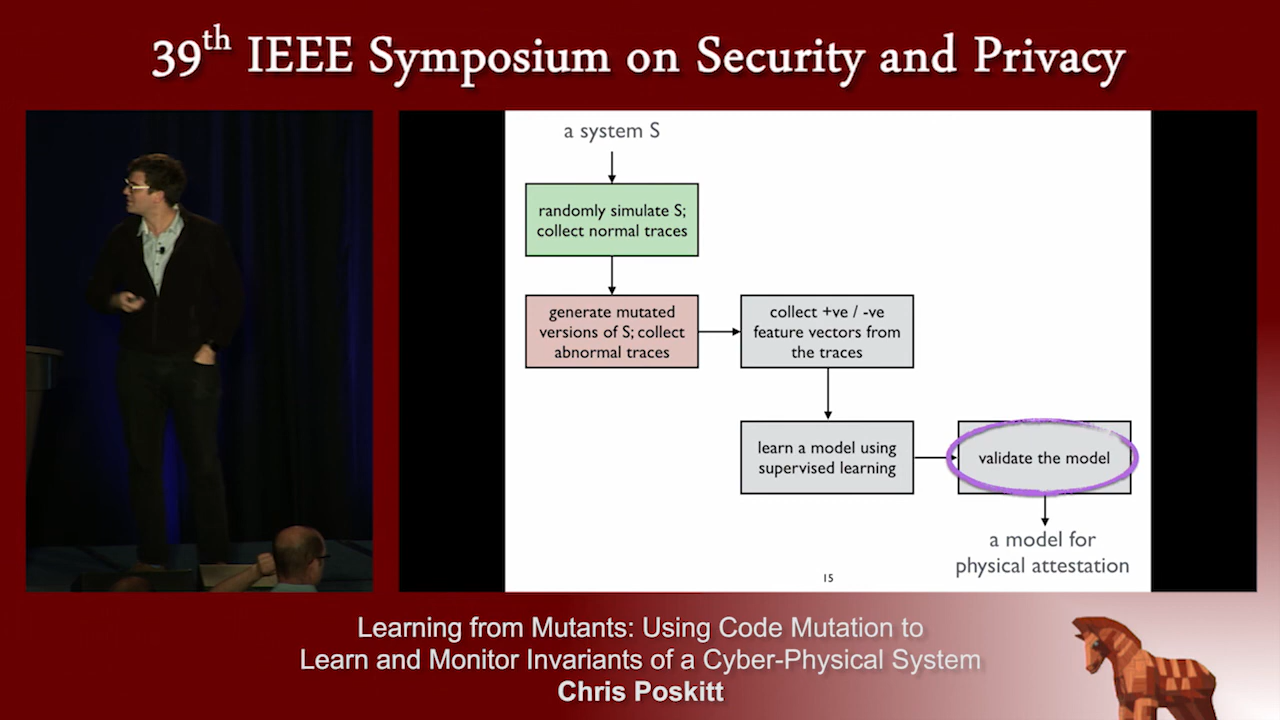 39th IEEE Symposium on Security and Privacy
a system S
randomly simulate S;
collect normal traces
generate mutated
versions of S; collect
abnormal traces
collect +ve / -ve
feature vectors from
the traces
learn a model using
supervised learning
validate the model
a model for
physical attestation
15
Learning from Mutants: Using Code Mutation to
Learn and Monitor Invariants of a Cyber-Physical System
Chris Poskitt